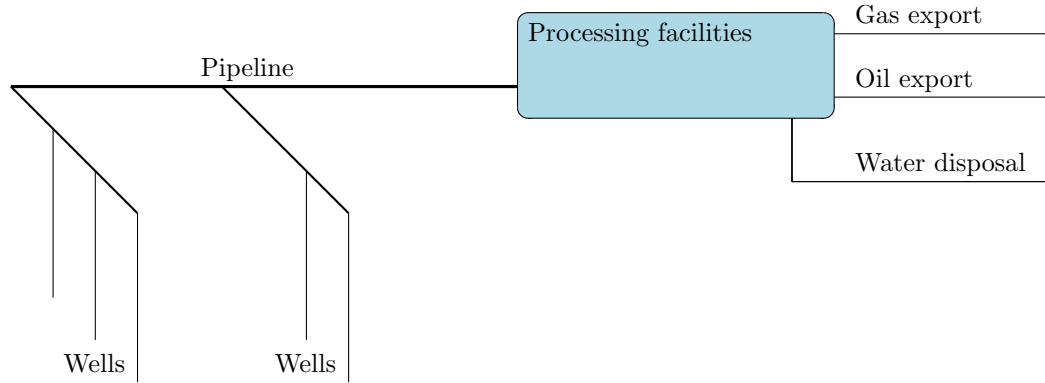 Gas export
Processing facilities
Pipeline
Oil export
Water disposal
Wells
Wells